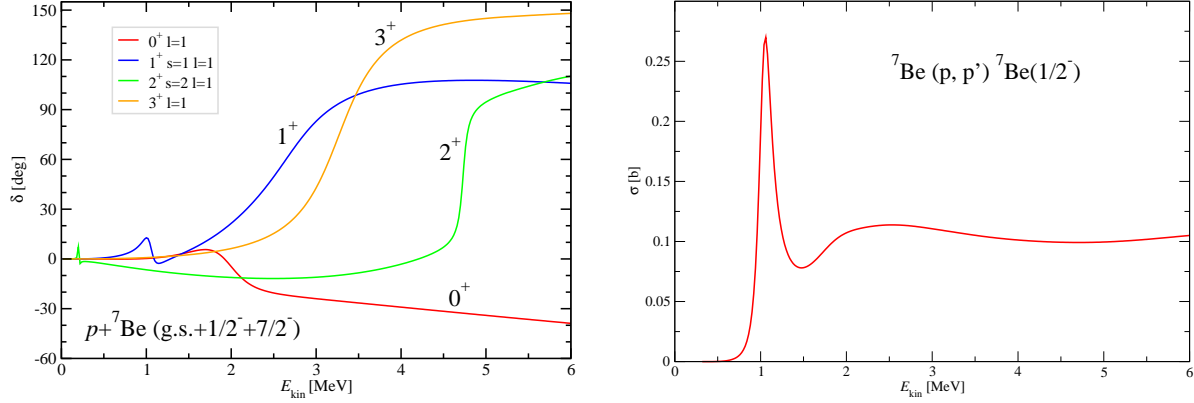 150
120
90
60
30
0
-30
-60
δ [deg]
0⁺ l=1
1⁺ s=1 l=1
2⁺ s=2 l=1
3⁺ l=1
3⁺
1⁺
2⁺
0⁺
p+⁷Be (g.s.+1/2⁻+7/2⁻)
0 1 2 3 4 5 6
E_kin [MeV]
0.25
0.2
0.15
0.1
0.05
0
σ [b]
⁷Be (p, p') ⁷Be(1/2⁻)
0 1 2 3 4 5 6
E_kin [MeV]